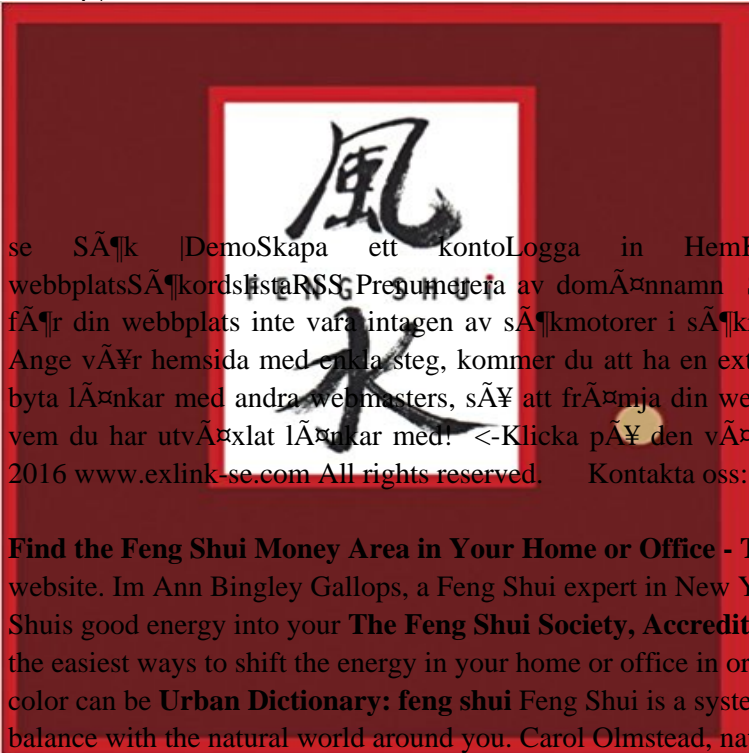 風
se SÃ¶k |DemoSkapa ett kontoLogga in Hem
webbplatsSÃ¶kordslistaRSS Prenumerera av domÃ¤nnamn
FENG SHUi
fÃ¶r din webbplats inte vara intagen av sÃ¶kmotorer i sÃ¶k
Ange vÃ¥r hemsida med enkla steg, kommer du att ha en ext
byta lÃ¤nkar med andra webmasters, sÃ¥ att frÃ¤mja din we
水
vem du har utvÃ¤xlat lÃ¤nkar med! <-Klicka pÃ¥ den vÃ¤
2016 www.exlink-se.com All rights reserved. Kontakta oss:
Find the Feng Shui Money Area in Your Home or Office - T
website. Im Ann Bingley Gallops, a Feng Shui expert in New Y
Shuis good energy into your The Feng Shui Society, Accredit
the easiest ways to shift the energy in your home or office in or
color can be Urban Dictionary: feng shui Feng Shui is a syste
balance with the natural world around you. Carol Olmstead, na